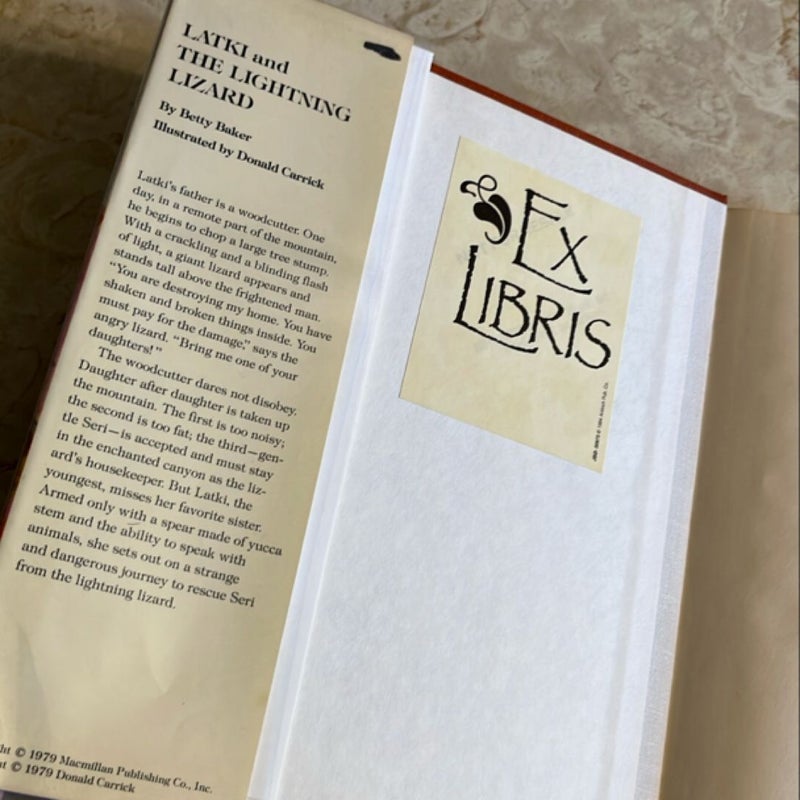 LATKI and
THE LIGHTNING
LIZARD
By Betty Baker
Illustrated by Donald Carrick
Latki's father is a woodcutter. One
day, in a remote part of the mountain,
he begins to chop a large tree stump.
With a crackling and a blinding flash
of light, a giant lizard appears and
stands tall above the frightened man.
"You are destroying my home. You have
shaken and broken things inside. You
must pay for the damage," says the
angry lizard. "Bring me one of your
daughters!"
The woodcutter dares not disobey.
Daughter after daughter is taken up
the mountain. The first is too noisy;
the second is too fat; the third—gen-
tle Seri—is accepted and must stay
in the enchanted canyon as the liz-
ard's housekeeper. But Latki, the
youngest, misses her favorite sister.
Armed only with a spear made of yucca
stem and the ability to speak with
animals, she sets out on a strange
and dangerous journey to rescue Seri
from the lightning lizard.
© 1979 Macmillan Publishing Co., Inc.
© 1979 Donald Carrick
EX
LIBRIS